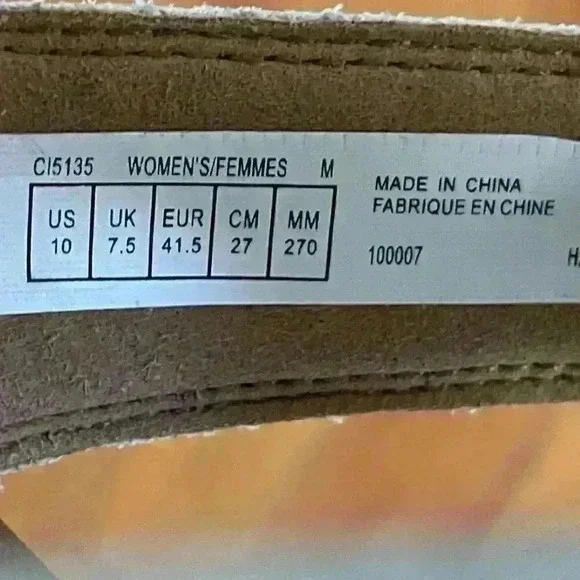 CI5135 WOMEN'S/FEMMES M
US UK EUR CM MM
10 7.5 41.5 27 270
MADE IN CHINA
FABRIQUE EN CHINE
100007